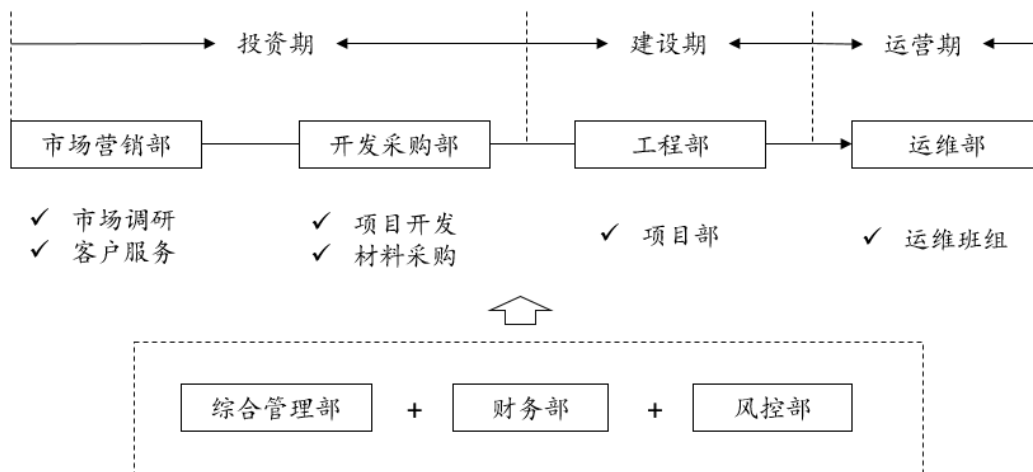 投资期 建设期 运营期
市场营销部 开发采购部 工程部 运维部
✓ 市场调研 ✓ 项目开发 ✓ 项目部 ✓ 运维班组
✓ 客户服务 ✓ 材料采购
综合管理部 + 财务部 + 风控部